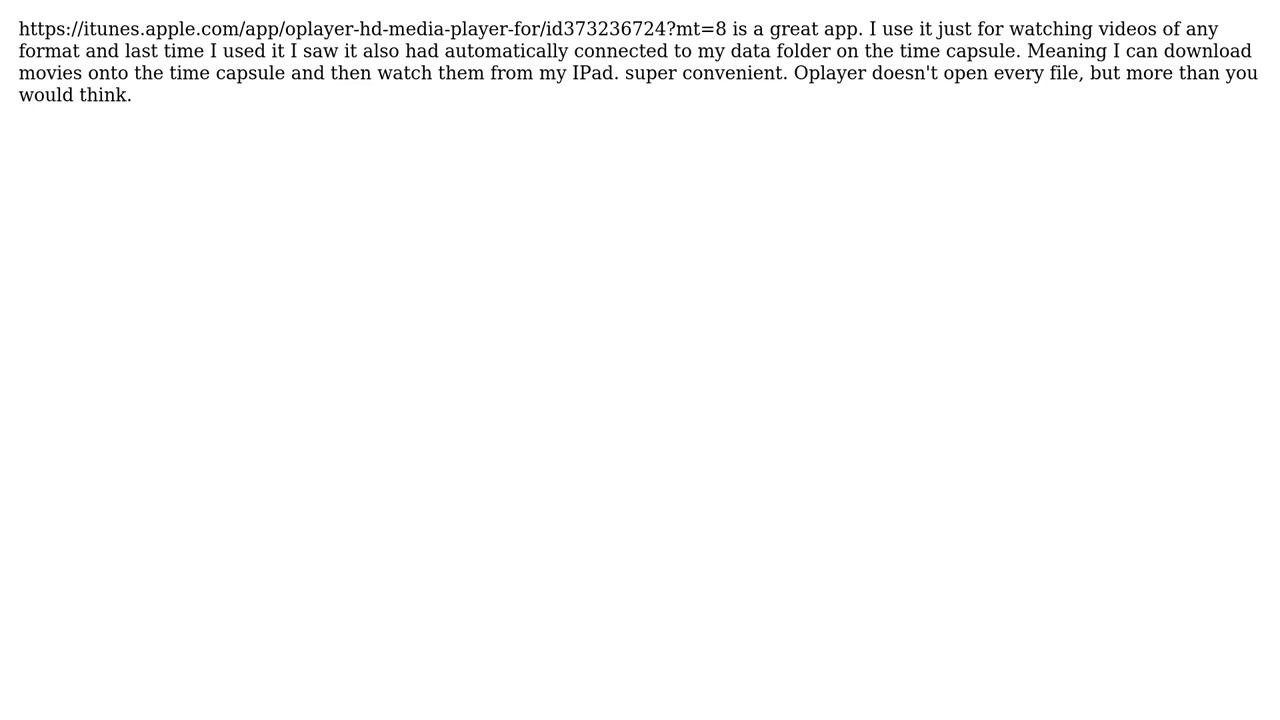 https://itunes.apple.com/app/oplayer-hd-media-player-for/id373236724?mt=8 is a great app. I use it just for watching videos of any
format and last time I used it I saw it also had automatically connected to my data folder on the time capsule. Meaning I can download
movies onto the time capsule and then watch them from my IPad. super convenient. Oplayer doesn't open every file, but more than you
would think.